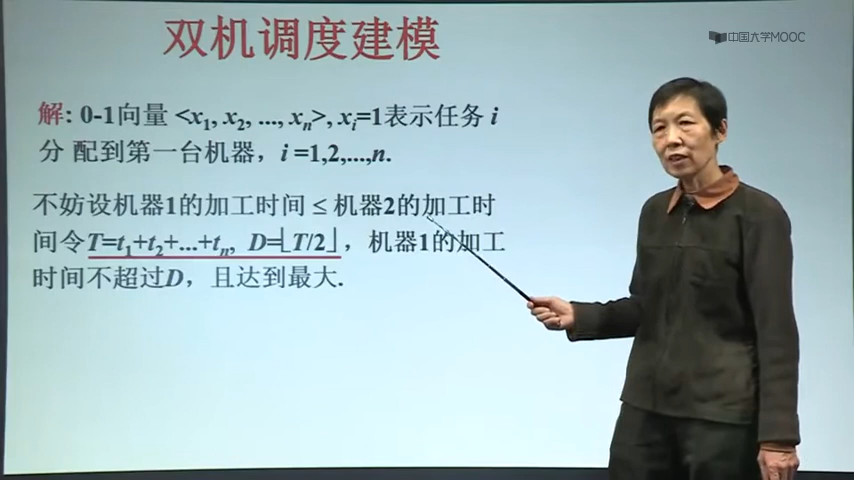 双机调度建模
中国大学MOOC
解: 0-1向量 <x1, x2, ..., xn>, xi=1表示任务 i
分 配到第一台机器，i =1,2,...,n.
不妨设机器1的加工时间 ≤ 机器2的加工时
间令T=t1+t2+...+tn, D=⌊T/2⌋，机器1的加工
时间不超过D，且达到最大.